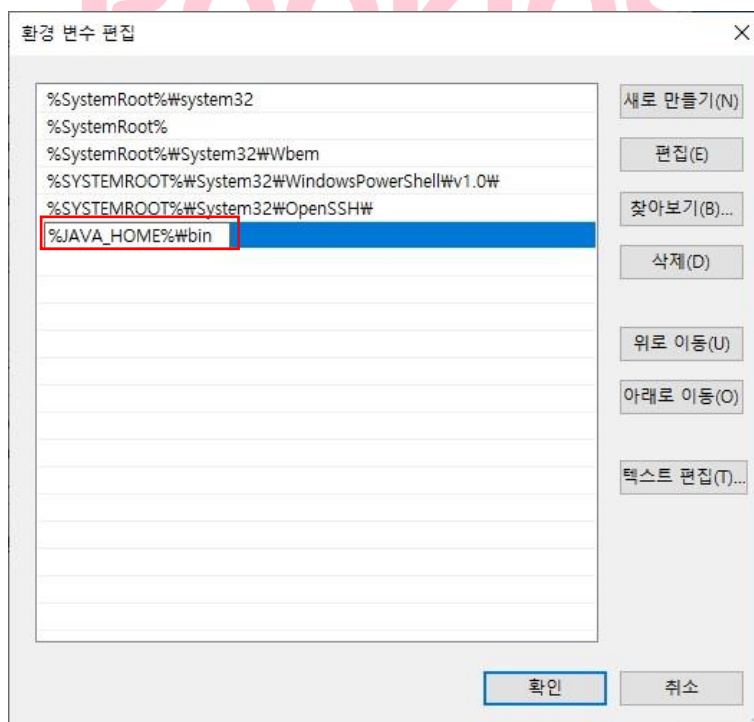 환경 변수 편집
%SystemRoot%₩system32
%SystemRoot%
%SystemRoot%₩System32₩Wbem
%SYSTEMROOT%₩System32₩WindowsPowerShell₩v1.0₩
%SYSTEMROOT%₩System32₩OpenSSH₩
%JAVA_HOME%₩bin
새로 만들기(N)
편집(E)
찾아보기(B)...
삭제(D)
위로 이동(U)
아래로 이동(O)
텍스트 편집(T)...
확인
취소